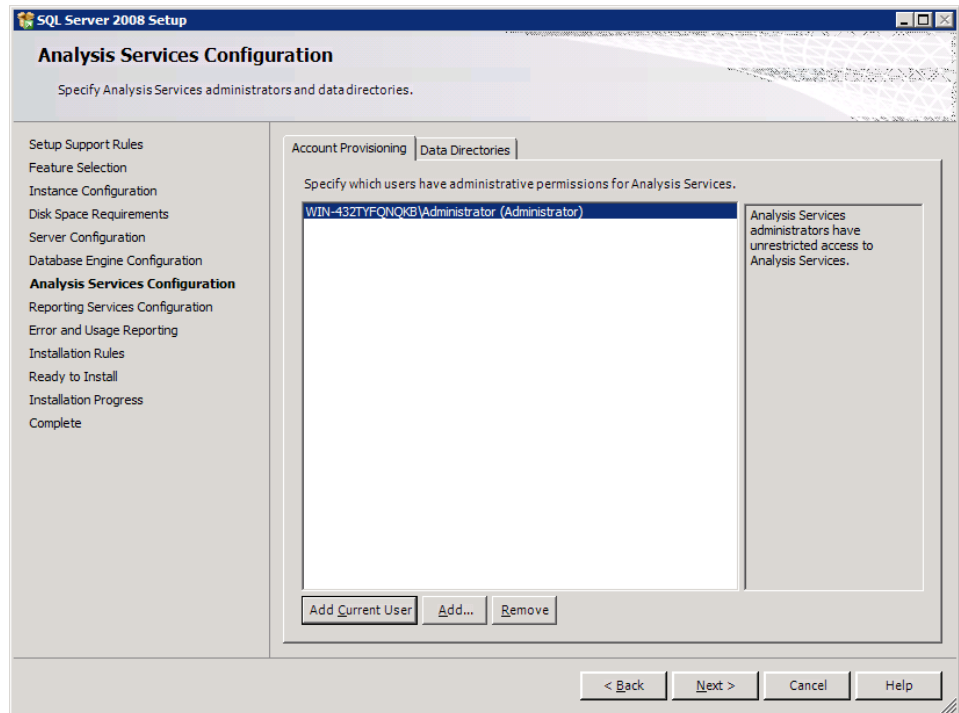 SQL Server 2008 Setup
Analysis Services Configuration
Specify Analysis Services administrators and data directories.
Setup Support Rules
Feature Selection
Instance Configuration
Disk Space Requirements
Server Configuration
Database Engine Configuration
Analysis Services Configuration
Reporting Services Configuration
Error and Usage Reporting
Installation Rules
Ready to Install
Installation Progress
Complete
Account Provisioning
Data Directories
Specify which users have administrative permissions for Analysis Services.
WIN-432TYFQNQKB\Administrator (Administrator)
Analysis Services
administrators have
unrestricted access to
Analysis Services.
Add Current User
Add...
Remove
< Back
Next >
Cancel
Help